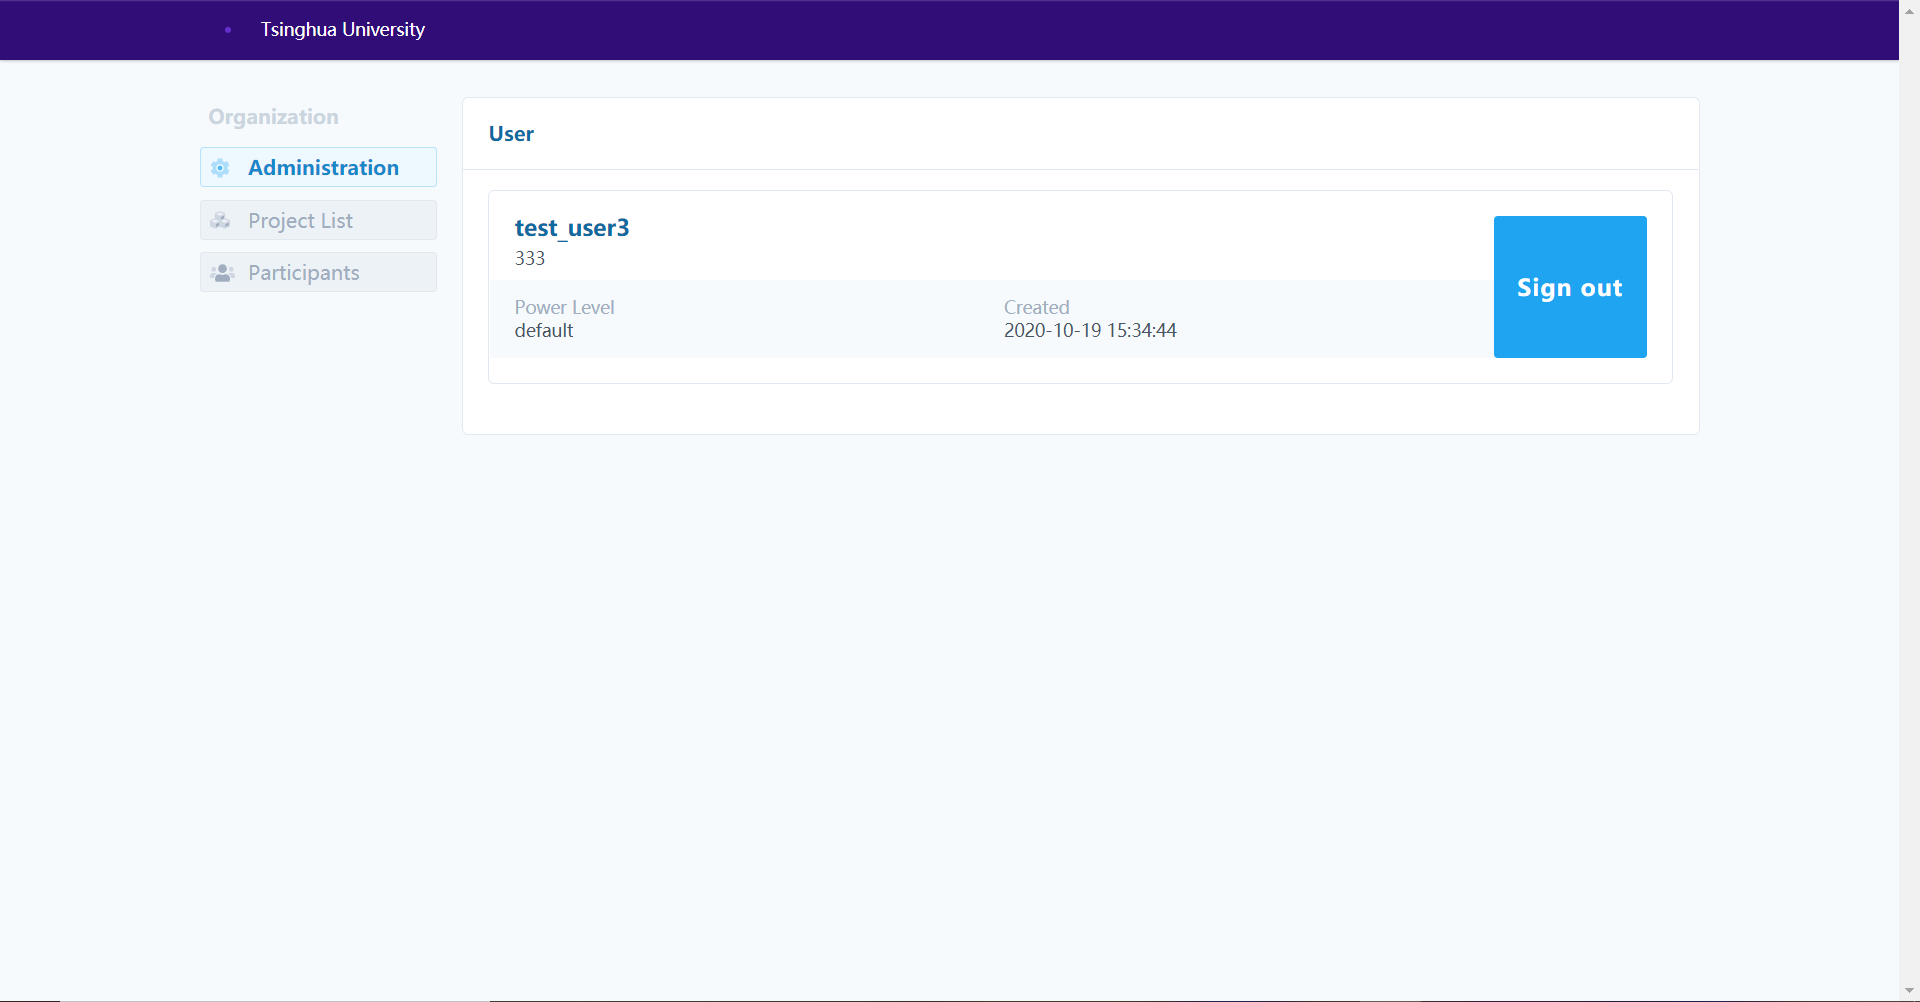 Tsinghua University
Organization
Administration
Project List
Participants
User
test_user3
333
Power Level
default
Created
2020-10-19 15:34:44
Sign out